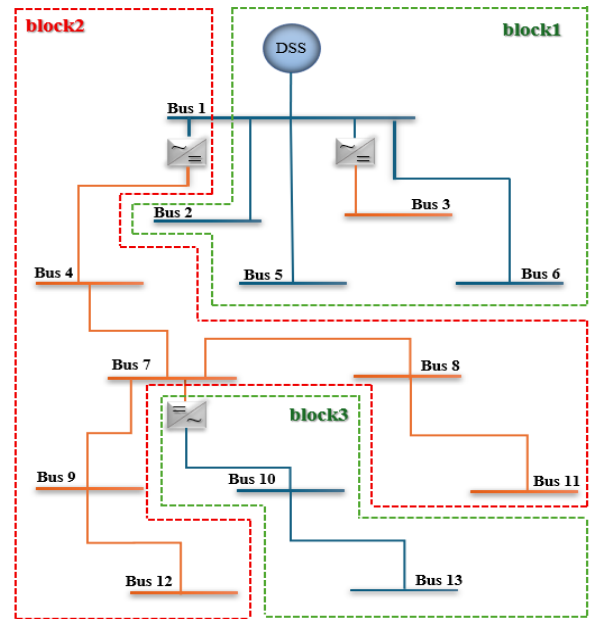 block2
block1
DSS
Bus 1
~
=
~
=
Bus 2
Bus 3
Bus 4
Bus 5
Bus 6
Bus 7
Bus 8
=
~
block3
Bus 9
Bus 10
Bus 11
Bus 12
Bus 13